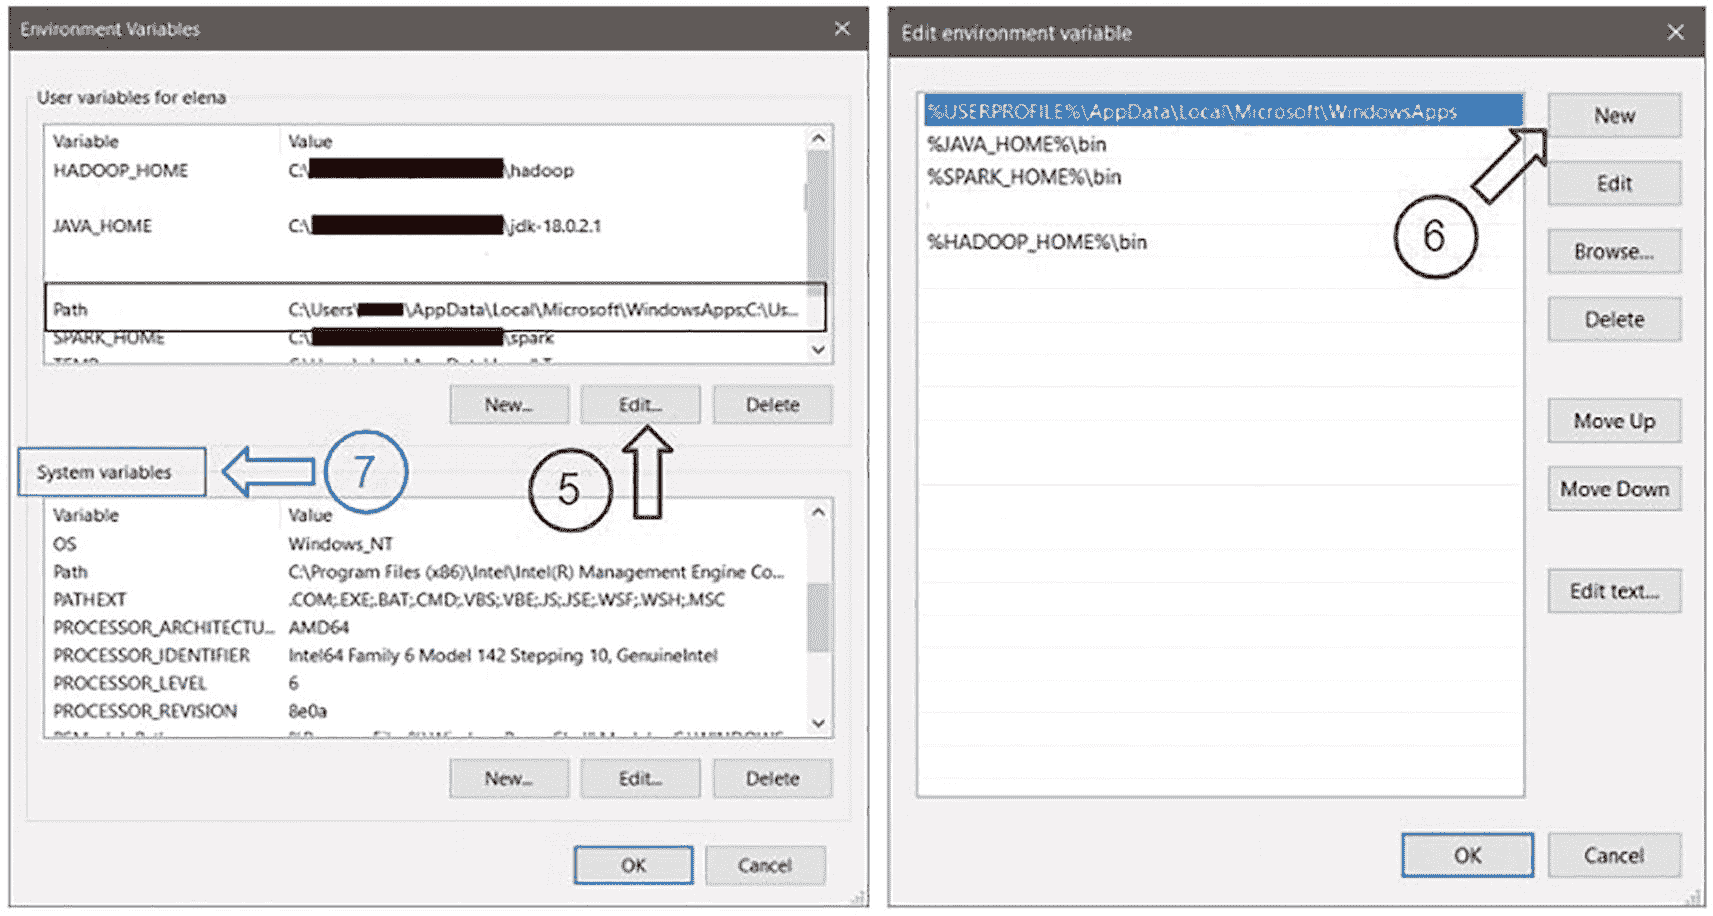 Environment Variables
User variables for elena
Variable Value
HADOOP_HOME C:\ \hadoop
JAVA_HOME C:\ \jdk-18.0.2.1
Path C:\Users\ \AppData\Local\Microsoft\WindowsApps;C:\Us...
SPARK_HOME C:\ \spark
TEMP
New... Edit... Delete
System variables
7
5
Variable Value
OS Windows_NT
Path C:\Program Files (x86)\Intel\Intel(R) Management Engine Co...
PATHEXT .COM;.EXE;.BAT;.CMD;.VBS;.VBE;.JS;.JSE;.WSF;.WSH;.MSC
PROCESSOR_ARCHITECTU... AMD64
PROCESSOR_IDENTIFIER Intel64 Family 6 Model 142 Stepping 10, GenuineIntel
PROCESSOR_LEVEL 6
PROCESSOR_REVISION 8e0a
New... Edit... Delete
OK Cancel
Edit environment variable
%USERPROFILE%\AppData\Local\Microsoft\WindowsApps
%JAVA_HOME%\bin
%SPARK_HOME%\bin
%HADOOP_HOME%\bin
6
New
Edit
Browse...
Delete
Move Up
Move Down
Edit text...
OK Cancel